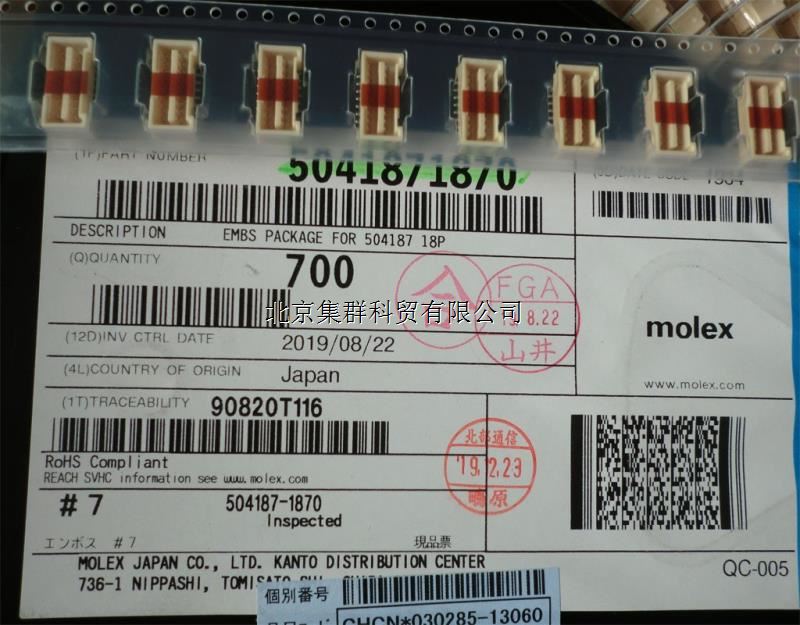 (1P)PART NUMBER
5041871870
DESCRIPTION EMBS PACKAGE FOR 504187 18P
(Q)QUANTITY 700
北京集群科贸有限公司
合
FGA
8.22
山井
(12D)INV CTRL DATE 2019/08/22
molex
www.molex.com
(4L)COUNTRY OF ORIGIN Japan
(1T)TRACEABILITY 90820T116
北部通信
'19.12.23
原
RoHS Compliant
REACH SVHC information see www.molex.com
# 7 504187-1870
Inspected
エンボス #7 現品票
MOLEX JAPAN CO., LTD. KANTO DISTRIBUTION CENTER
QC-005
736-1 NIPPASHI,
個別番号
CHCN*030285-13060